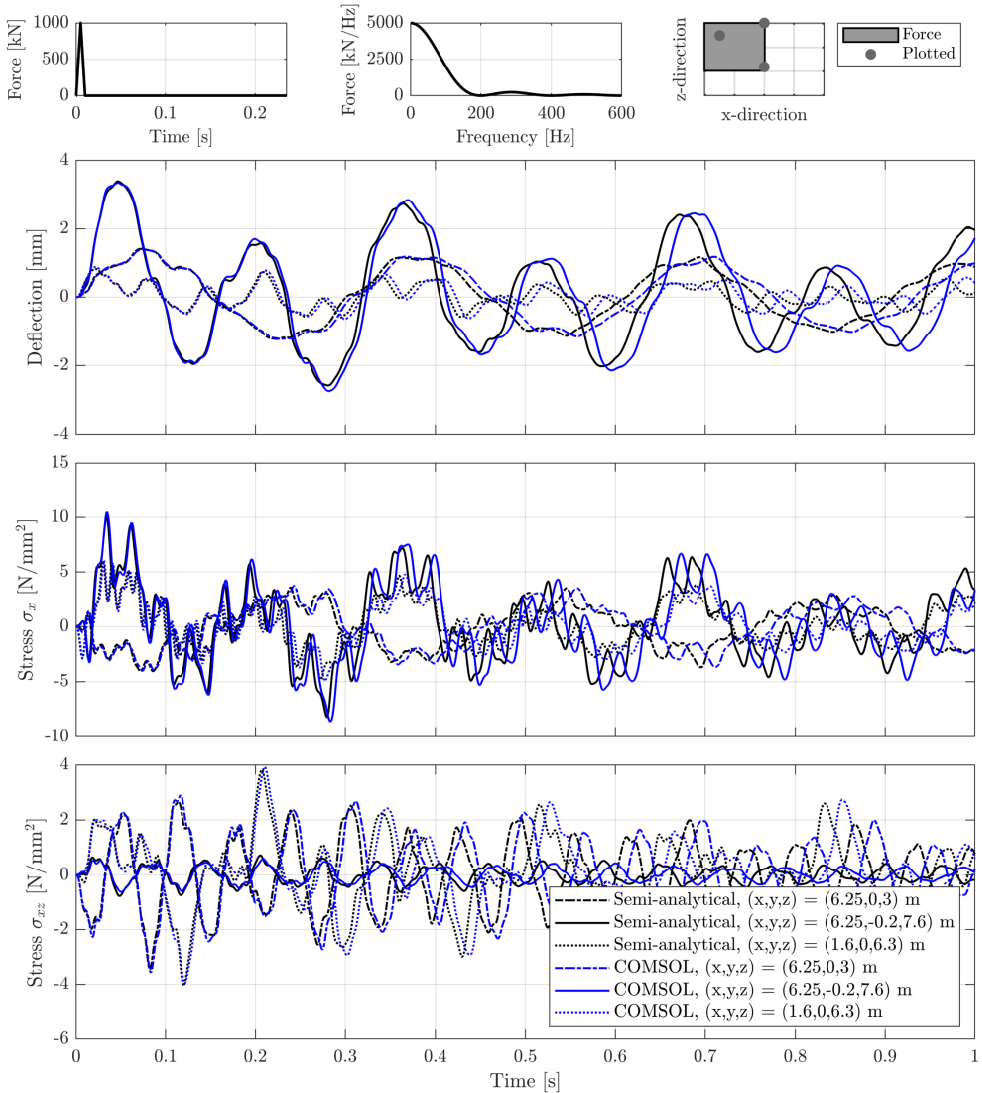 1000
500
0
Force [kN]
0
0.1
0.2
Time [s]
5000
2500
0
Force [kN/Hz]
0
200
400
600
Frequency [Hz]
z-direction
x-direction
Force
Plotted
4
2
0
-2
-4
Deflection [mm]
15
10
5
0
-5
-10
Stress σx [N/mm²]
4
2
0
-2
-4
-6
Stress σxz [N/mm²]
Semi-analytical, (x,y,z) = (6.25,0,3) m
Semi-analytical, (x,y,z) = (6.25,-0.2,7.6) m
Semi-analytical, (x,y,z) = (1.6,0,6.3) m
COMSOL, (x,y,z) = (6.25,0,3) m
COMSOL, (x,y,z) = (6.25,-0.2,7.6) m
COMSOL, (x,y,z) = (1.6,0,6.3) m
0 0.1 0.2 0.3 0.4 0.5 0.6 0.7 0.8 0.9 1
Time [s]